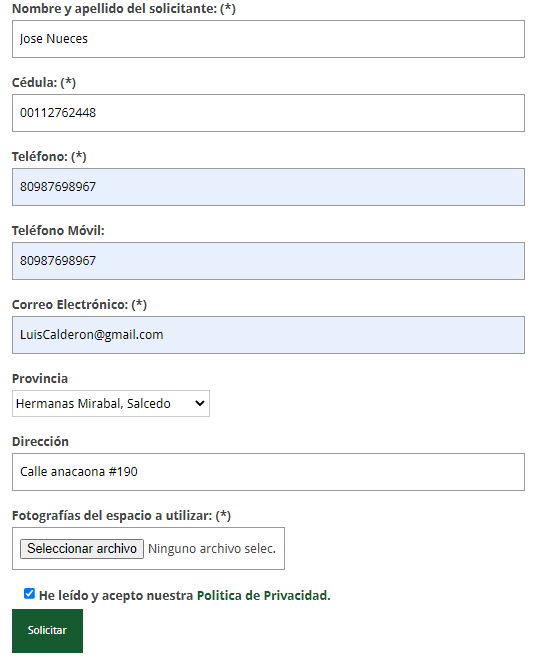 Nombre y apellido del solicitante: (*)
Jose Nueces
Cédula: (*)
00112762448
Teléfono: (*)
80987698967
Teléfono Móvil:
80987698967
Correo Electrónico: (*)
LuisCalderon@gmail.com
Provincia
Hermanas Mirabal, Salcedo
Dirección
Calle anacaona #190
Fotografías del espacio a utilizar: (*)
Seleccionar archivo Ninguno archivo selec.
He leído y acepto nuestra Politica de Privacidad.
Solicitar